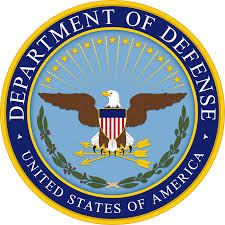 DEPARTMENT OF DEFENSE
UNITED STATES OF AMERICA